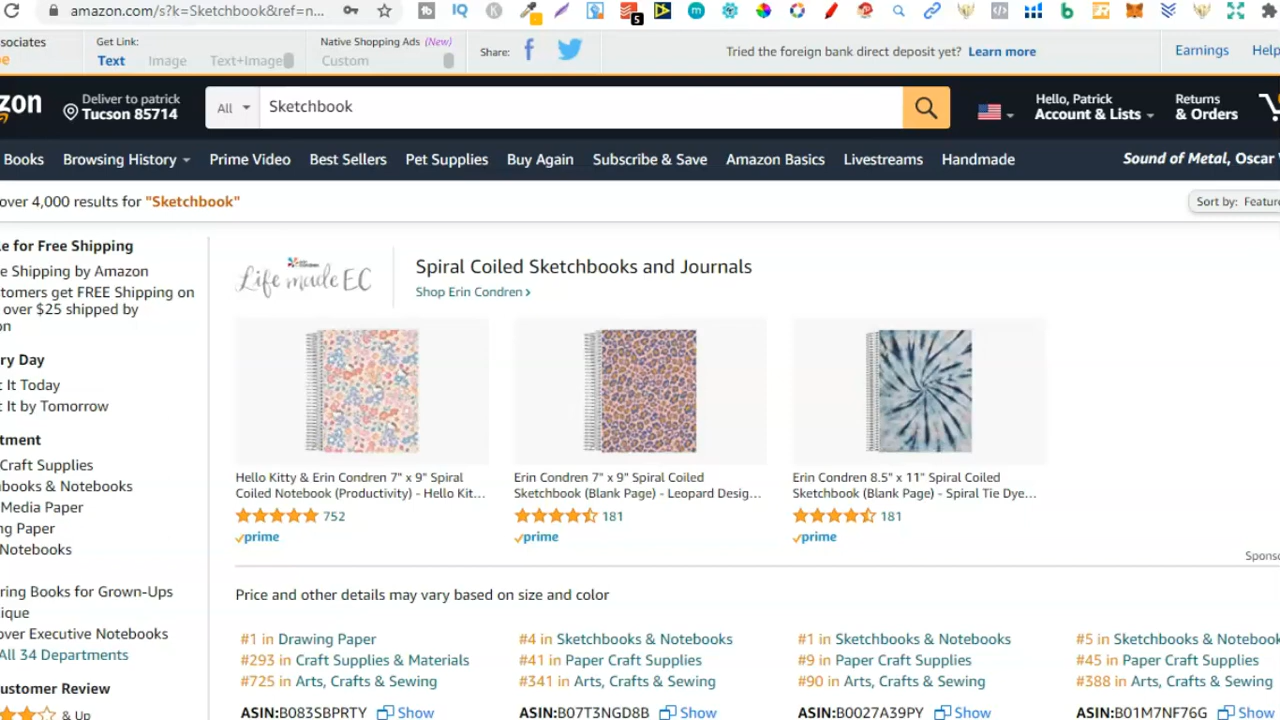 amazon.com/s?k=Sketchbook&ref=n...
5
sociates
Get Link:
Native Shopping Ads (New)
Text Image Text+Image
Custom
Share:
Tried the foreign bank direct deposit yet? Learn more
Earnings
Help
zon
Deliver to patrick
Tucson 85714
All
Sketchbook
Hello, Patrick
Account & Lists
Returns
& Orders
Books Browsing History Prime Video Best Sellers Pet Supplies Buy Again Subscribe & Save Amazon Basics Livestreams Handmade
Sound of Metal, Oscar
over 4,000 results for "Sketchbook"
Sort by: Feature
le for Free Shipping
e Shipping by Amazon
tomers get FREE Shipping on
over $25 shipped by
on
ry Day
t It Today
t It by Tomorrow
tment
Craft Supplies
hbooks & Notebooks
Media Paper
ng Paper
Notebooks
ring Books for Grown-Ups
ique
over Executive Notebooks
All 34 Departments
ustomer Review
& Up
erin condren
Life made EC
Spiral Coiled Sketchbooks and Journals
Shop Erin Condren ›
Hello Kitty & Erin Condren 7" x 9" Spiral
Coiled Notebook (Productivity) - Hello Kit...
752
prime
Erin Condren 7" x 9" Spiral Coiled
Sketchbook (Blank Page) - Leopard Desig...
181
prime
Erin Condren 8.5" x 11" Spiral Coiled
Sketchbook (Blank Page) - Spiral Tie Dye...
181
prime
Sponso
Price and other details may vary based on size and color
#1 in Drawing Paper
#293 in Craft Supplies & Materials
#725 in Arts, Crafts & Sewing
ASIN:B083SBPRTY Show
#4 in Sketchbooks & Notebooks
#41 in Paper Craft Supplies
#341 in Arts, Crafts & Sewing
ASIN:B07T3NGD8B Show
#1 in Sketchbooks & Notebooks
#9 in Paper Craft Supplies
#90 in Arts, Crafts & Sewing
ASIN:B0027A39PY Show
#5 in Sketchbooks & Notebook
#45 in Paper Craft Supplies
#388 in Arts, Crafts & Sewing
ASIN:B01M7NF76G Show